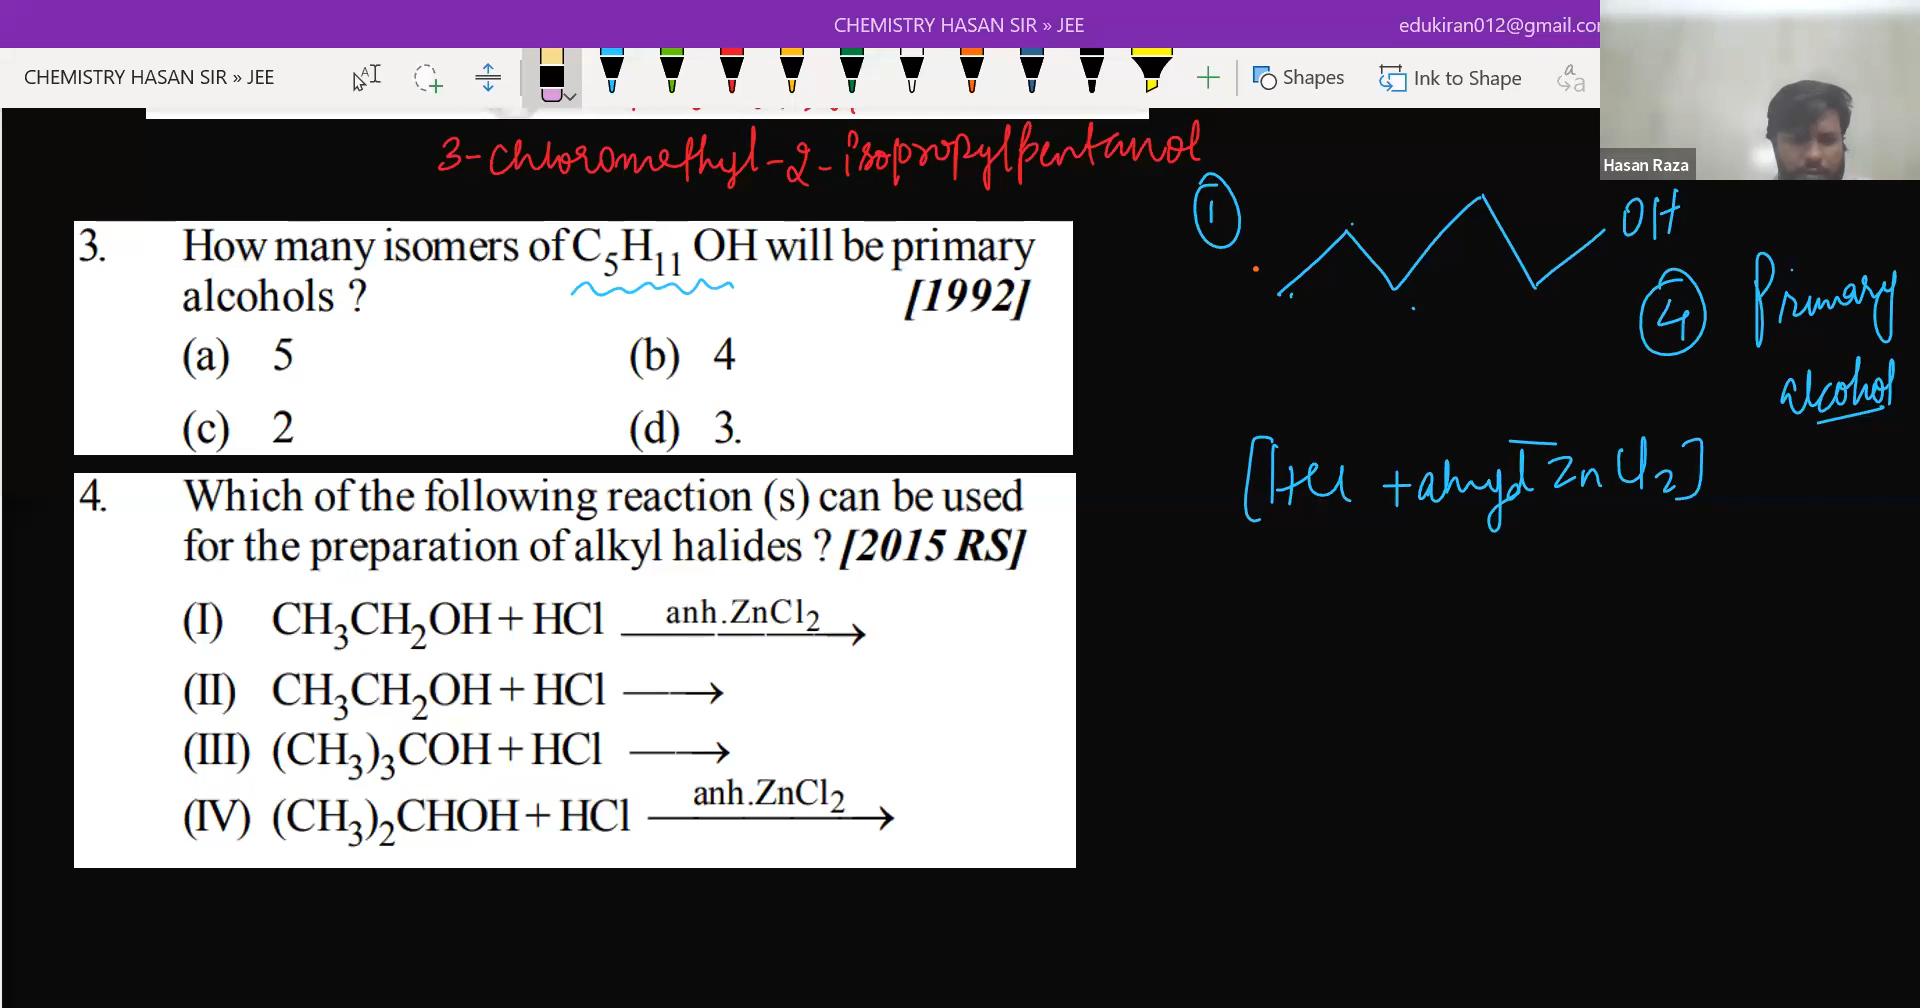 CHEMISTRY HASAN SIR » JEE
edukiran012@gmail.co
CHEMISTRY HASAN SIR » JEE
Shapes
Ink to Shape
Hasan Raza
3-chloromethyl-2-isopropylpentanol
3. How many isomers of C₅H₁₁ OH will be primary
alcohols ? [1992]
(a) 5 (b) 4
(c) 2 (d) 3.
1
OH
4 Primary
alcohol
[HCl + ahyd ZnCl₂]
4. Which of the following reaction (s) can be used
for the preparation of alkyl halides ? [2015 RS]
(I) CH₃CH₂OH + HCl anh.ZnCl₂ ⟶
(II) CH₃CH₂OH + HCl ⟶
(III) (CH₃)₃COH + HCl ⟶
(IV) (CH₃)₂CHOH + HCl anh.ZnCl₂ ⟶